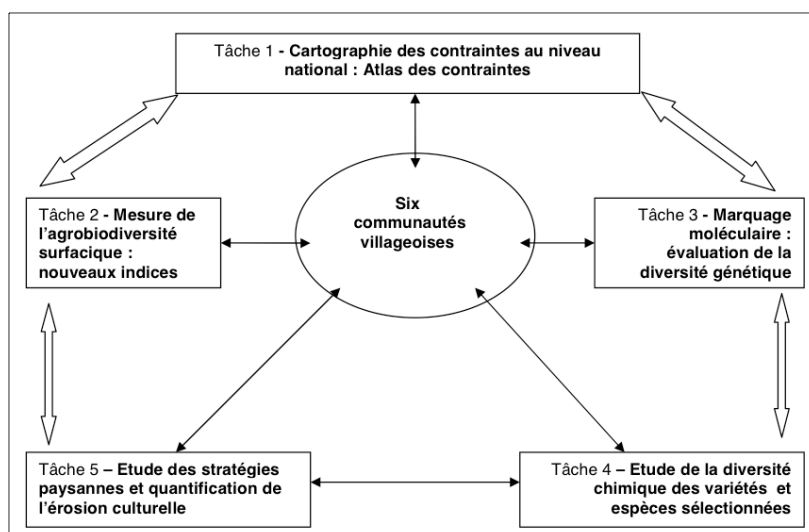 Tâche 1 - Cartographie des contraintes au niveau
national : Atlas des contraintes
Six
communautés
villageoises
Tâche 2 - Mesure de
l'agrobiodiversité
surfacique :
nouveaux indices
Tâche 3 - Marquage
moléculaire :
évaluation de la
diversité génétique
Tâche 5 – Etude des stratégies
paysannes et quantification de
l'érosion culturelle
Tâche 4 – Etude de la diversité
chimique des variétés et
espèces sélectionnées